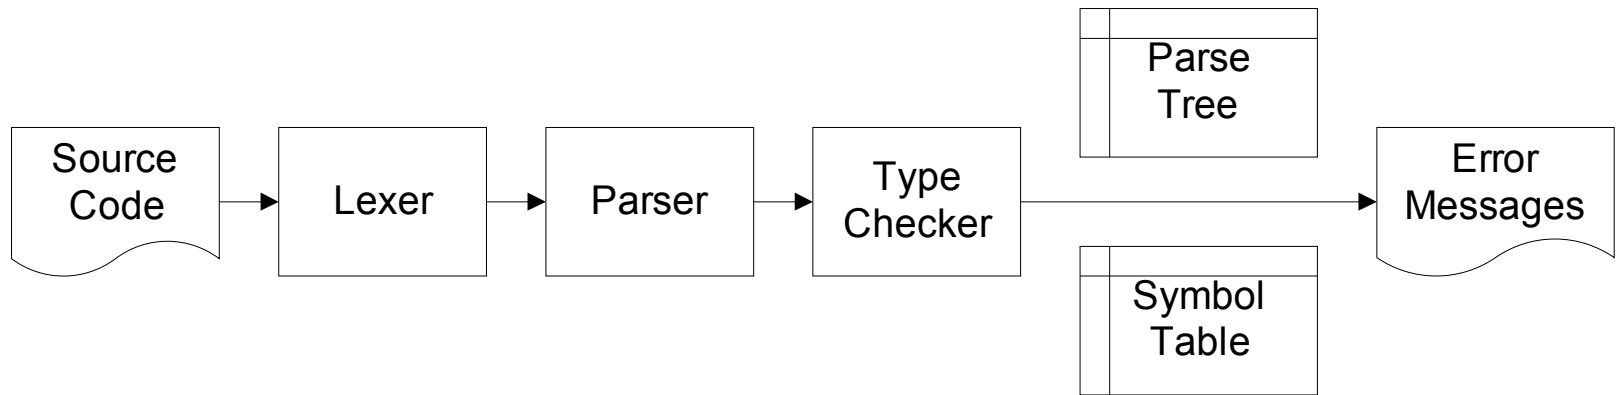 Source
Code
Lexer
Parser
Type
Checker
Parse
Tree
Symbol
Table
Error
Messages